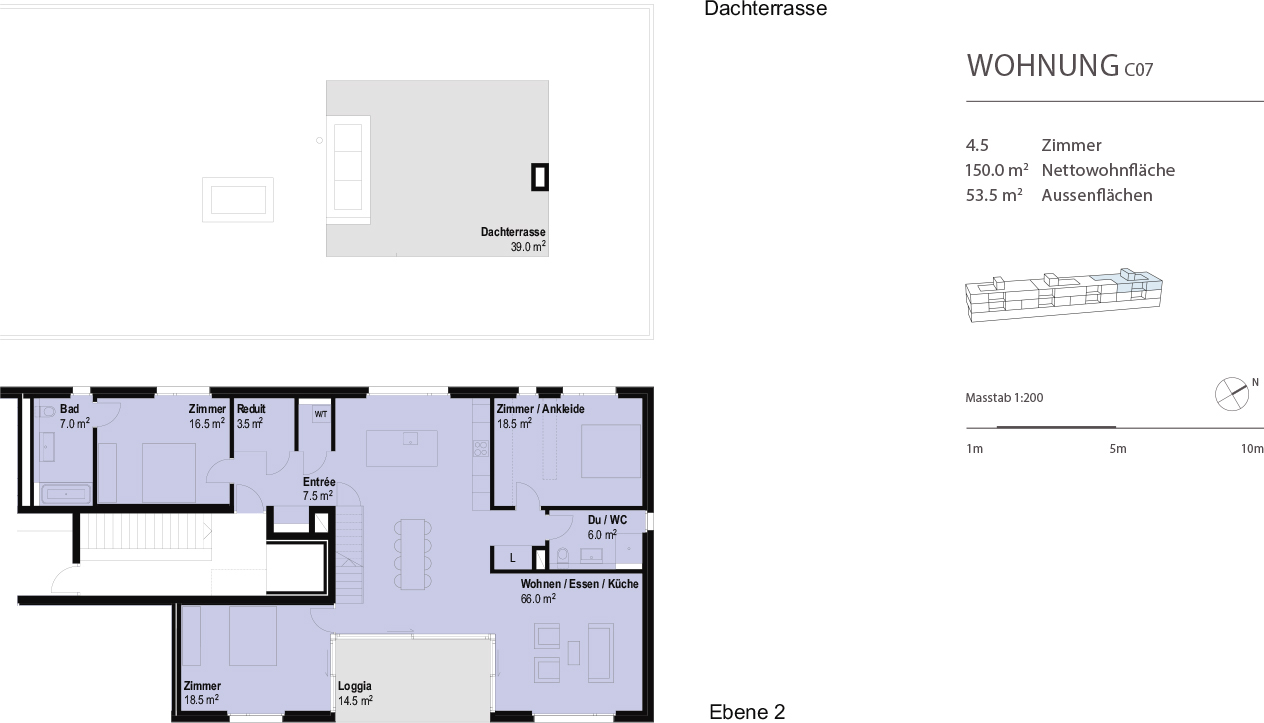 Dachterrasse
WOHNUNG C07
4.5 Zimmer
150.0 m² Nettowohnfläche
53.5 m² Aussenflächen
Dachterrasse
39.0 m²
N
Masstab 1:200
1m 5m 10m
Bad
7.0 m²
Zimmer
16.5 m²
Reduit
3.5 m²
W/T
Zimmer / Ankleide
18.5 m²
Entrée
7.5 m²
Du / WC
6.0 m²
L
Wohnen / Essen / Küche
66.0 m²
Zimmer
18.5 m²
Loggia
14.5 m²
Ebene 2